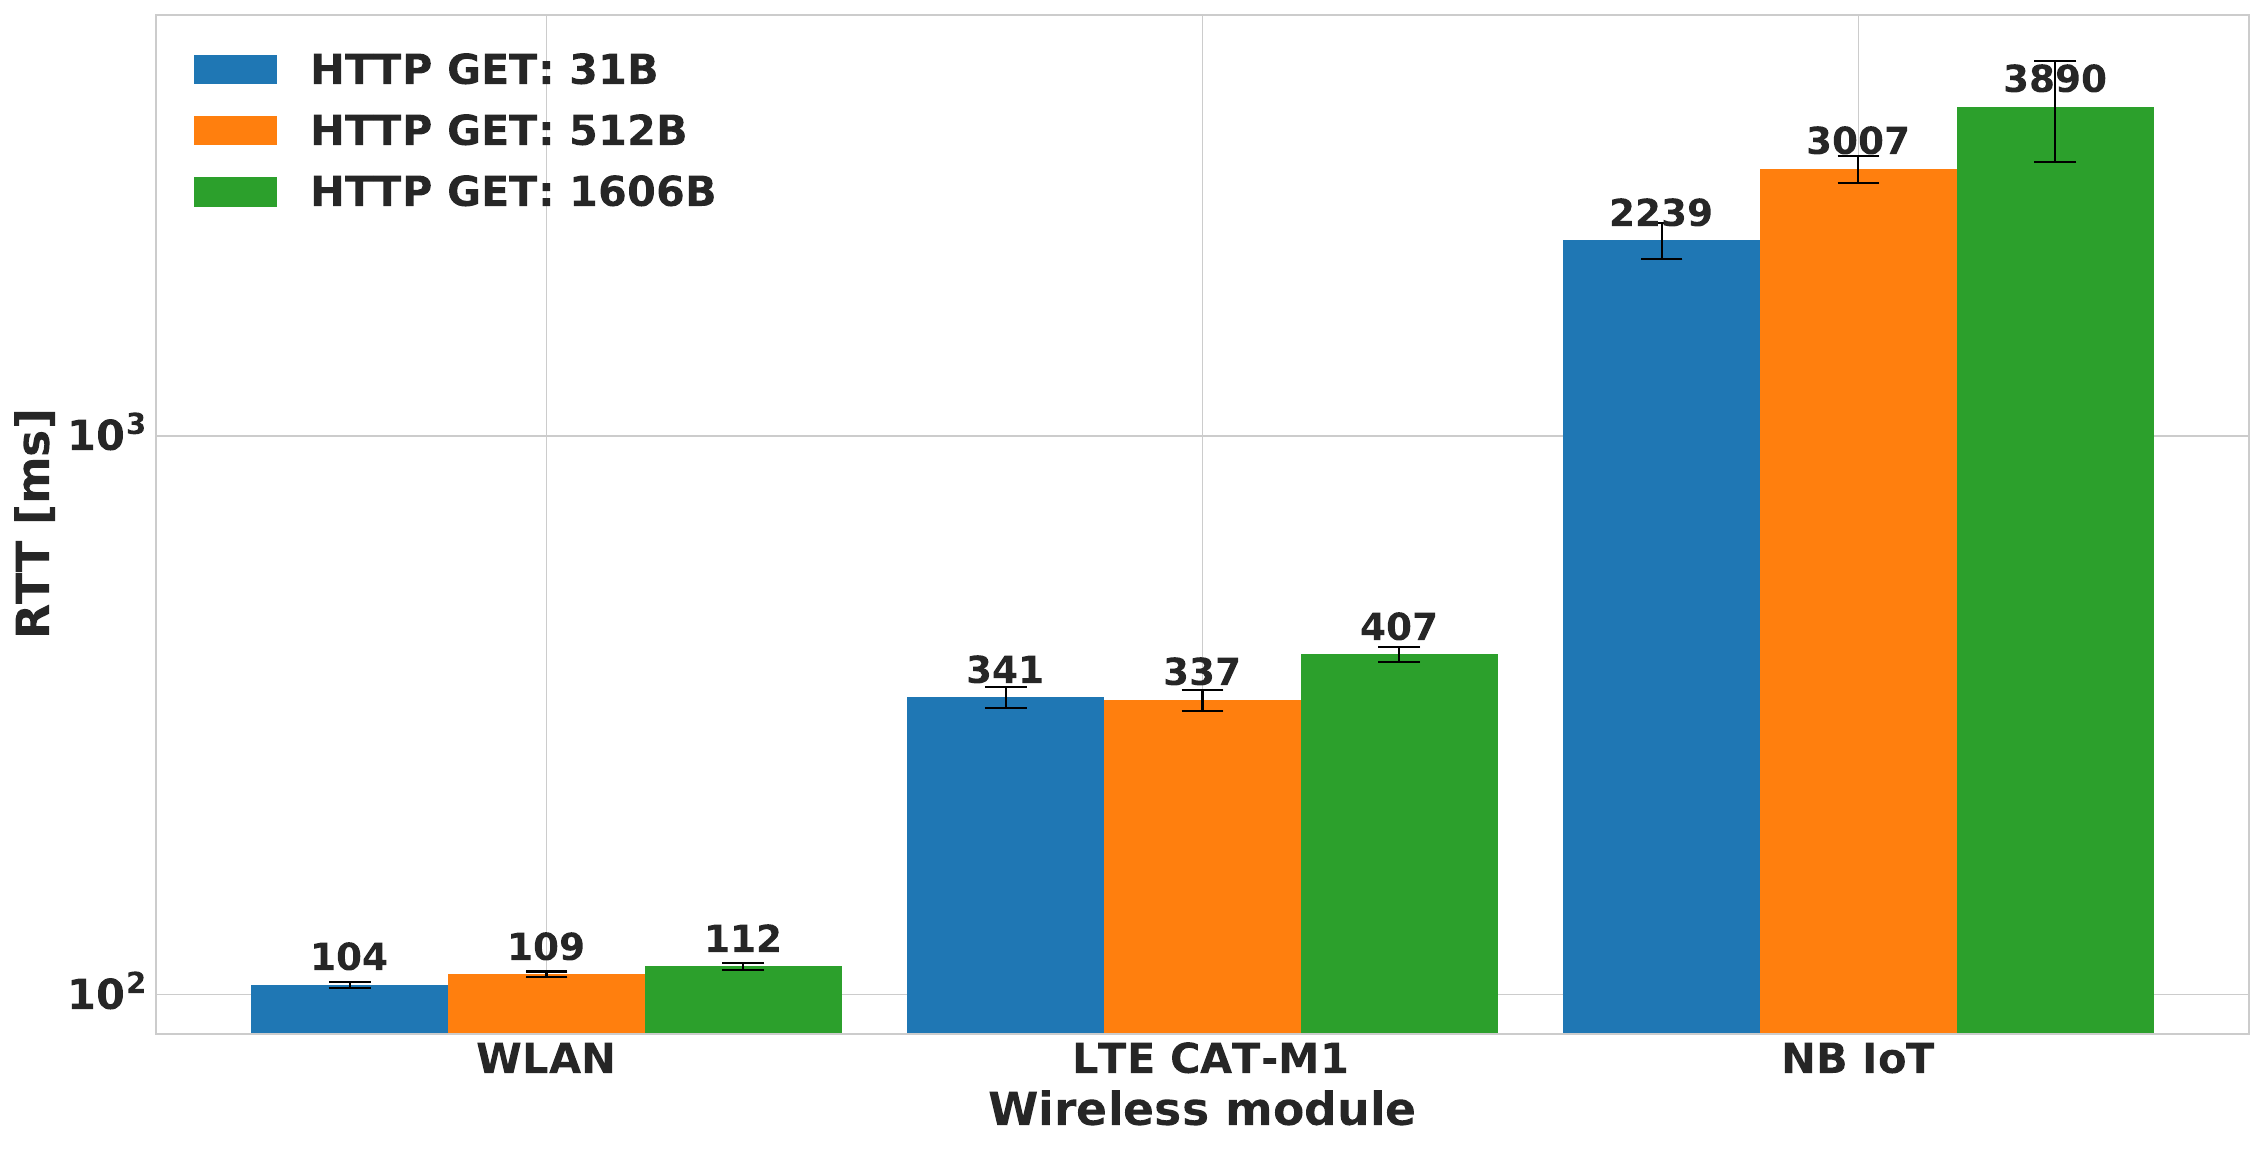 HTTP GET: 31B
HTTP GET: 512B
HTTP GET: 1606B
RTT [ms]
10³
10²
104
109
112
341
337
407
2239
3007
3890
WLAN
LTE CAT-M1
NB IoT
Wireless module